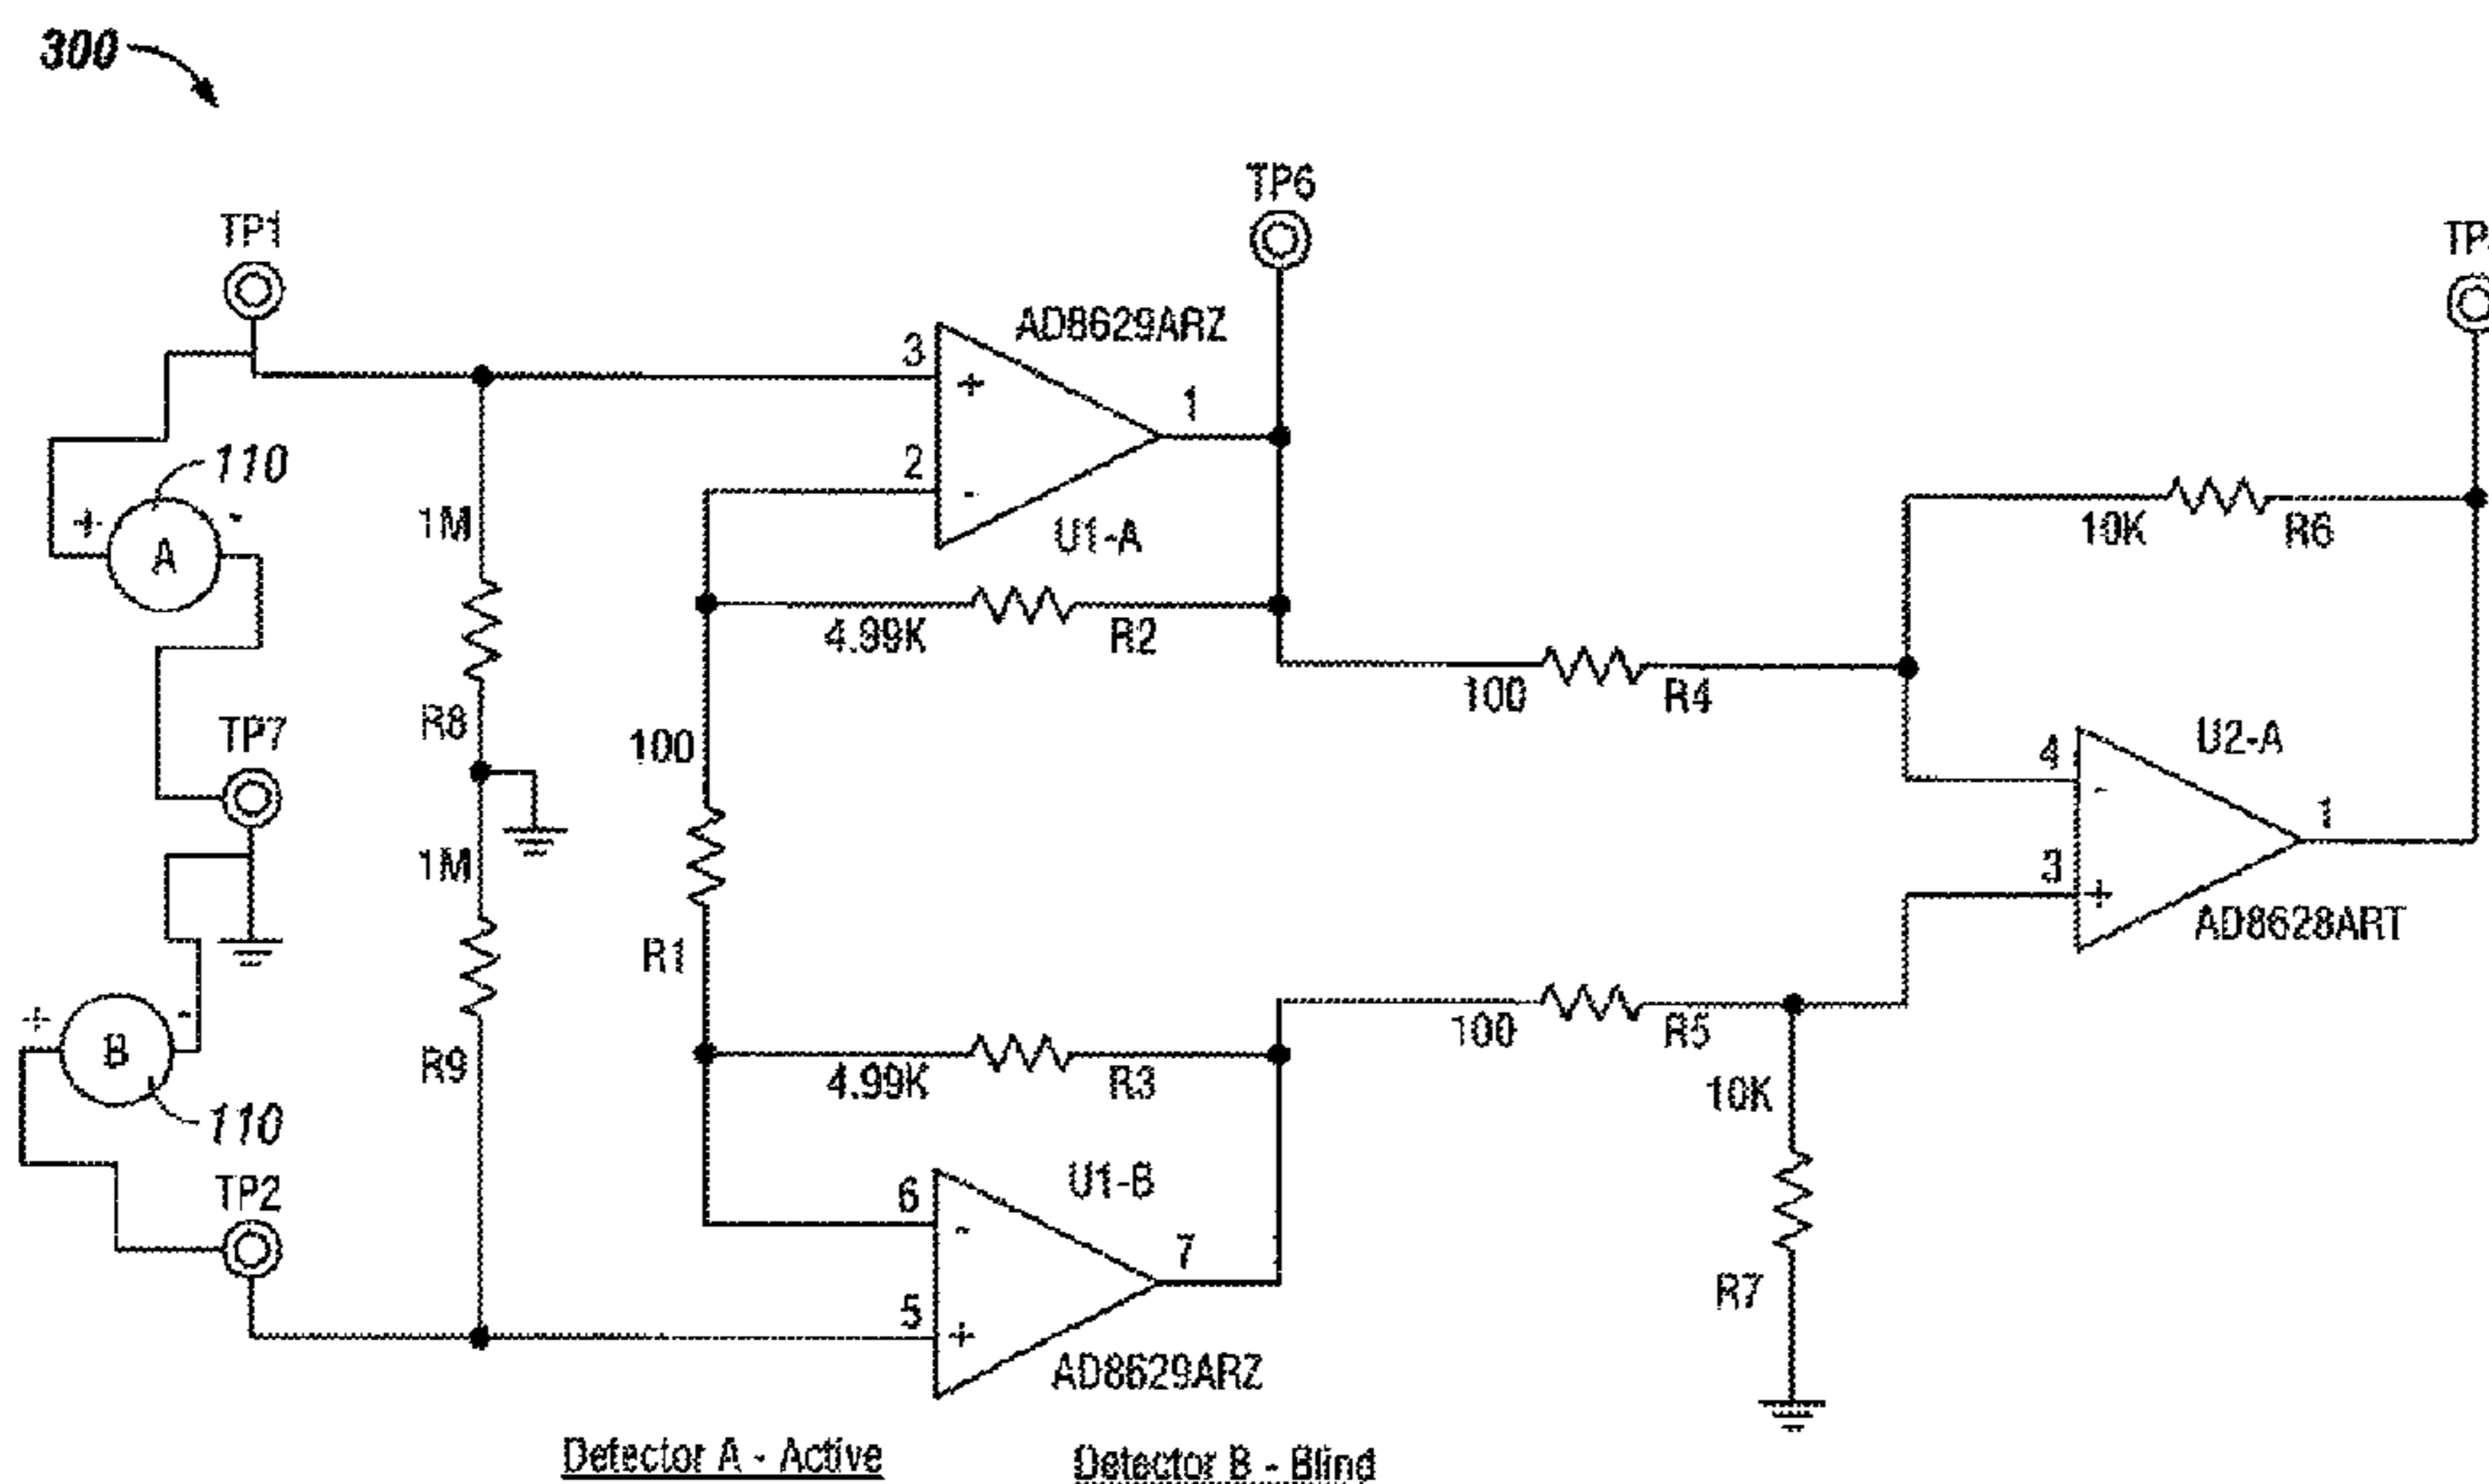 300
TP6
TP1
TP
AD8629ARZ
3
+
1
2
-
110
+
-
A
1M
U1-A
10K
R6
4.99K
R2
100
R4
R8
TP7
100
U2-A
4
-
1
1M
3
+
AD8628ART
R1
+
-
B
R9
100
R5
4.99K
R3
10K
110
U1-B
TP2
6
-
7
5
+
R7
AD8629ARZ
Detector A - Active
Detector B - Blind